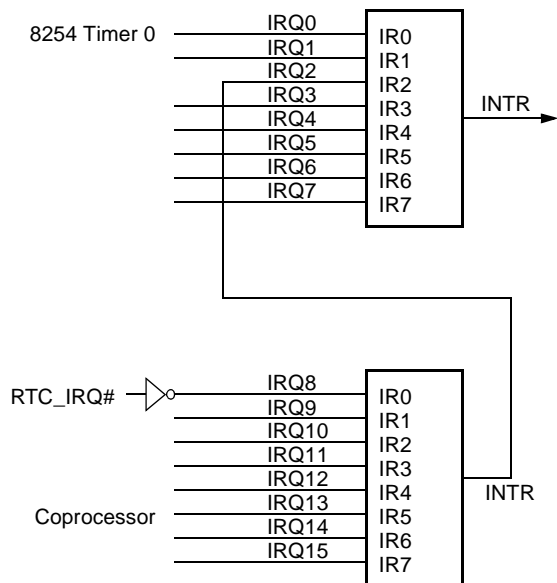 8254 Timer 0 IRQ0 IR0
IRQ1 IR1
IRQ2 IR2
IRQ3 IR3 INTR
IRQ4 IR4
IRQ5 IR5
IRQ6 IR6
IRQ7 IR7
RTC_IRQ# IRQ8 IR0
IRQ9 IR1
IRQ10 IR2
IRQ11 IR3
IRQ12 IR4 INTR
Coprocessor IRQ13 IR5
IRQ14 IR6
IRQ15 IR7